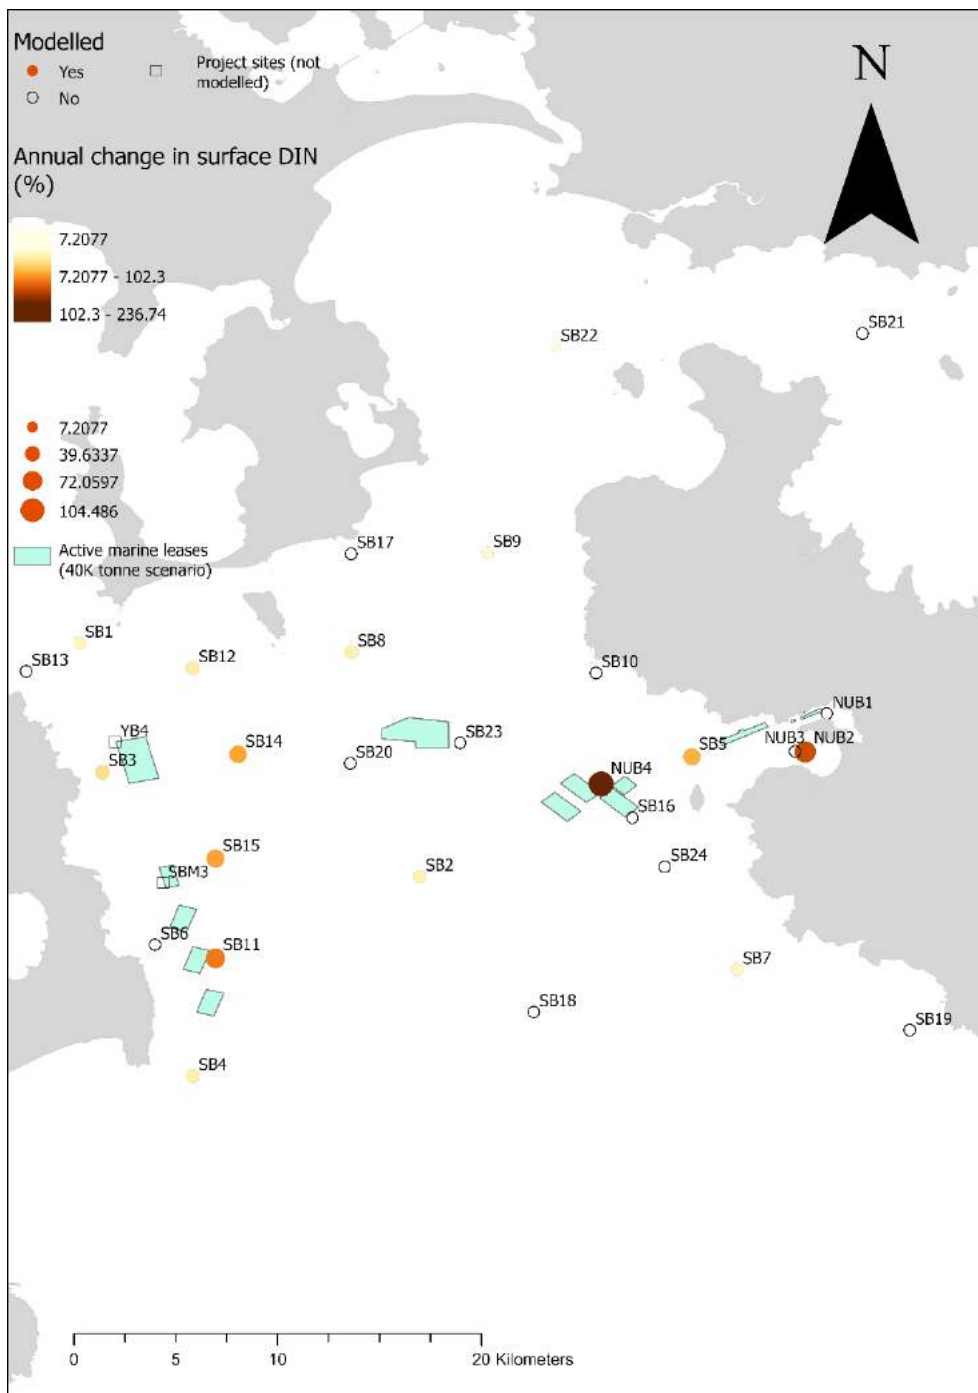 Modelled
Yes
No
Project sites (not
modelled)
N
Annual change in surface DIN
(%)
7.2077
7.2077 - 102.3
102.3 - 236.74
SB22
SB21
7.2077
39.6337
72.0597
104.486
Active marine leases
(40K tonne scenario)
SB17
SB9
SB1
SB13
SB12
SB8
SB10
YB4
SB3
SB14
SB20
SB23
NUB1
SB5
NUB3
NUB2
NUB4
SB16
SB15
SBM3
SB2
SB24
SB6
SB11
SB7
SB18
SB19
SB4
0
5
10
20 Kilometers